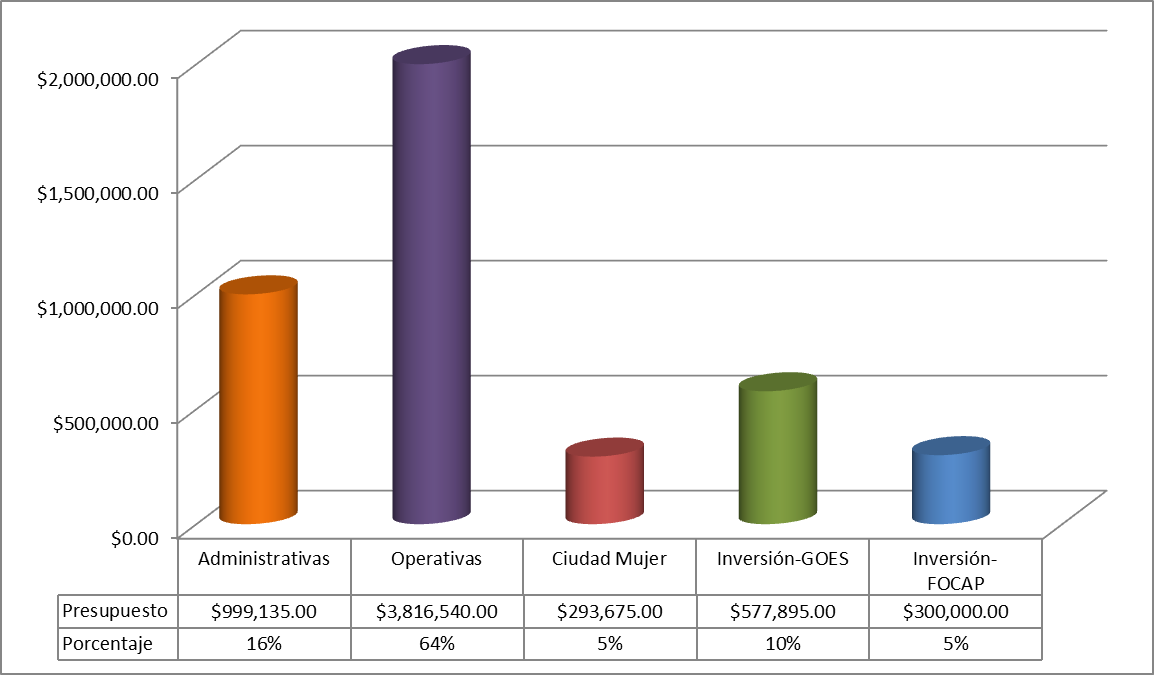 $2,000,000.00
$1,500,000.00
$1,000,000.00
$500,000.00
$0.00
Administrativas Operativas Ciudad Mujer Inversión-GOES Inversión-
FOCAP
Presupuesto $999,135.00 $3,816,540.00 $293,675.00 $577,895.00 $300,000.00
Porcentaje 16% 64% 5% 10% 5%